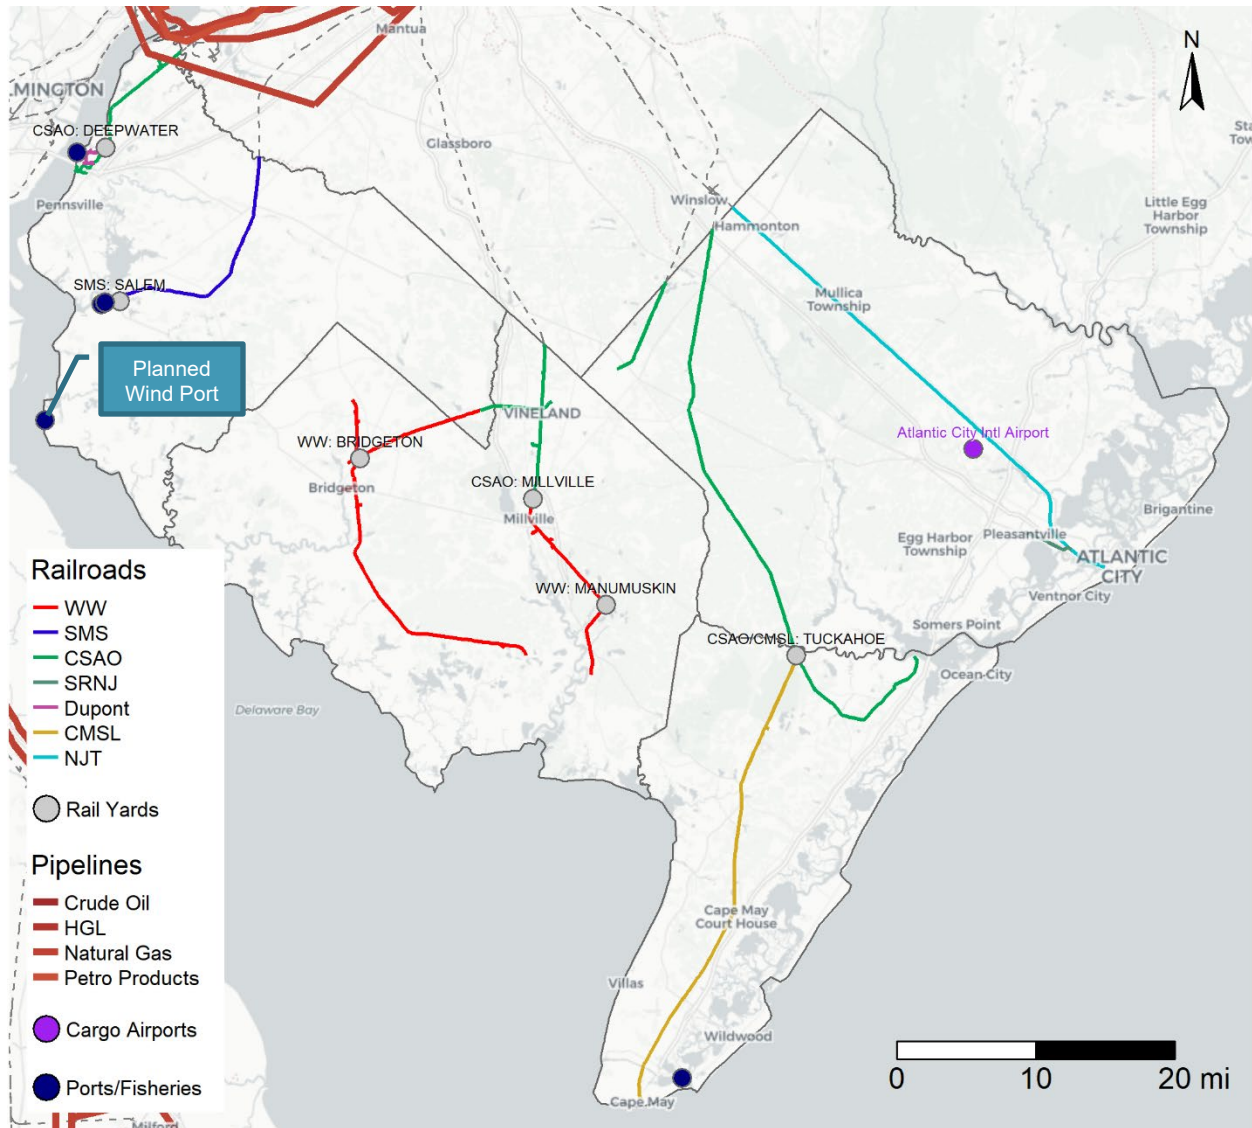 Mantua
N
LMINGTON
CSAO: DEEPWATER
Glassboro
Pennsville
Winslow
Hammonton
Little Egg
Harbor
Township
SMS: SALEM
Mullica
Township
Planned
Wind Port
VINELAND
WW: BRIDGETON
Atlantic City Intl Airport
CSAO: MILLVILLE
Bridgeton
Millville
Brigantine
Egg Harbor
Township
Pleasantville
ATLANTIC
CITY
WW: MANUMUSKIN
Ventnor City
Somers Point
CSAO/CMSL: TUCKAHOE
Ocean City
Delaware Bay
Cape May
Court House
Villas
Wildwood
Cape May
Milford
Railroads
WW
SMS
CSAO
SRNJ
Dupont
CMSL
NJT
Rail Yards
Pipelines
Crude Oil
HGL
Natural Gas
Petro Products
Cargo Airports
Ports/Fisheries
0 10 20 mi